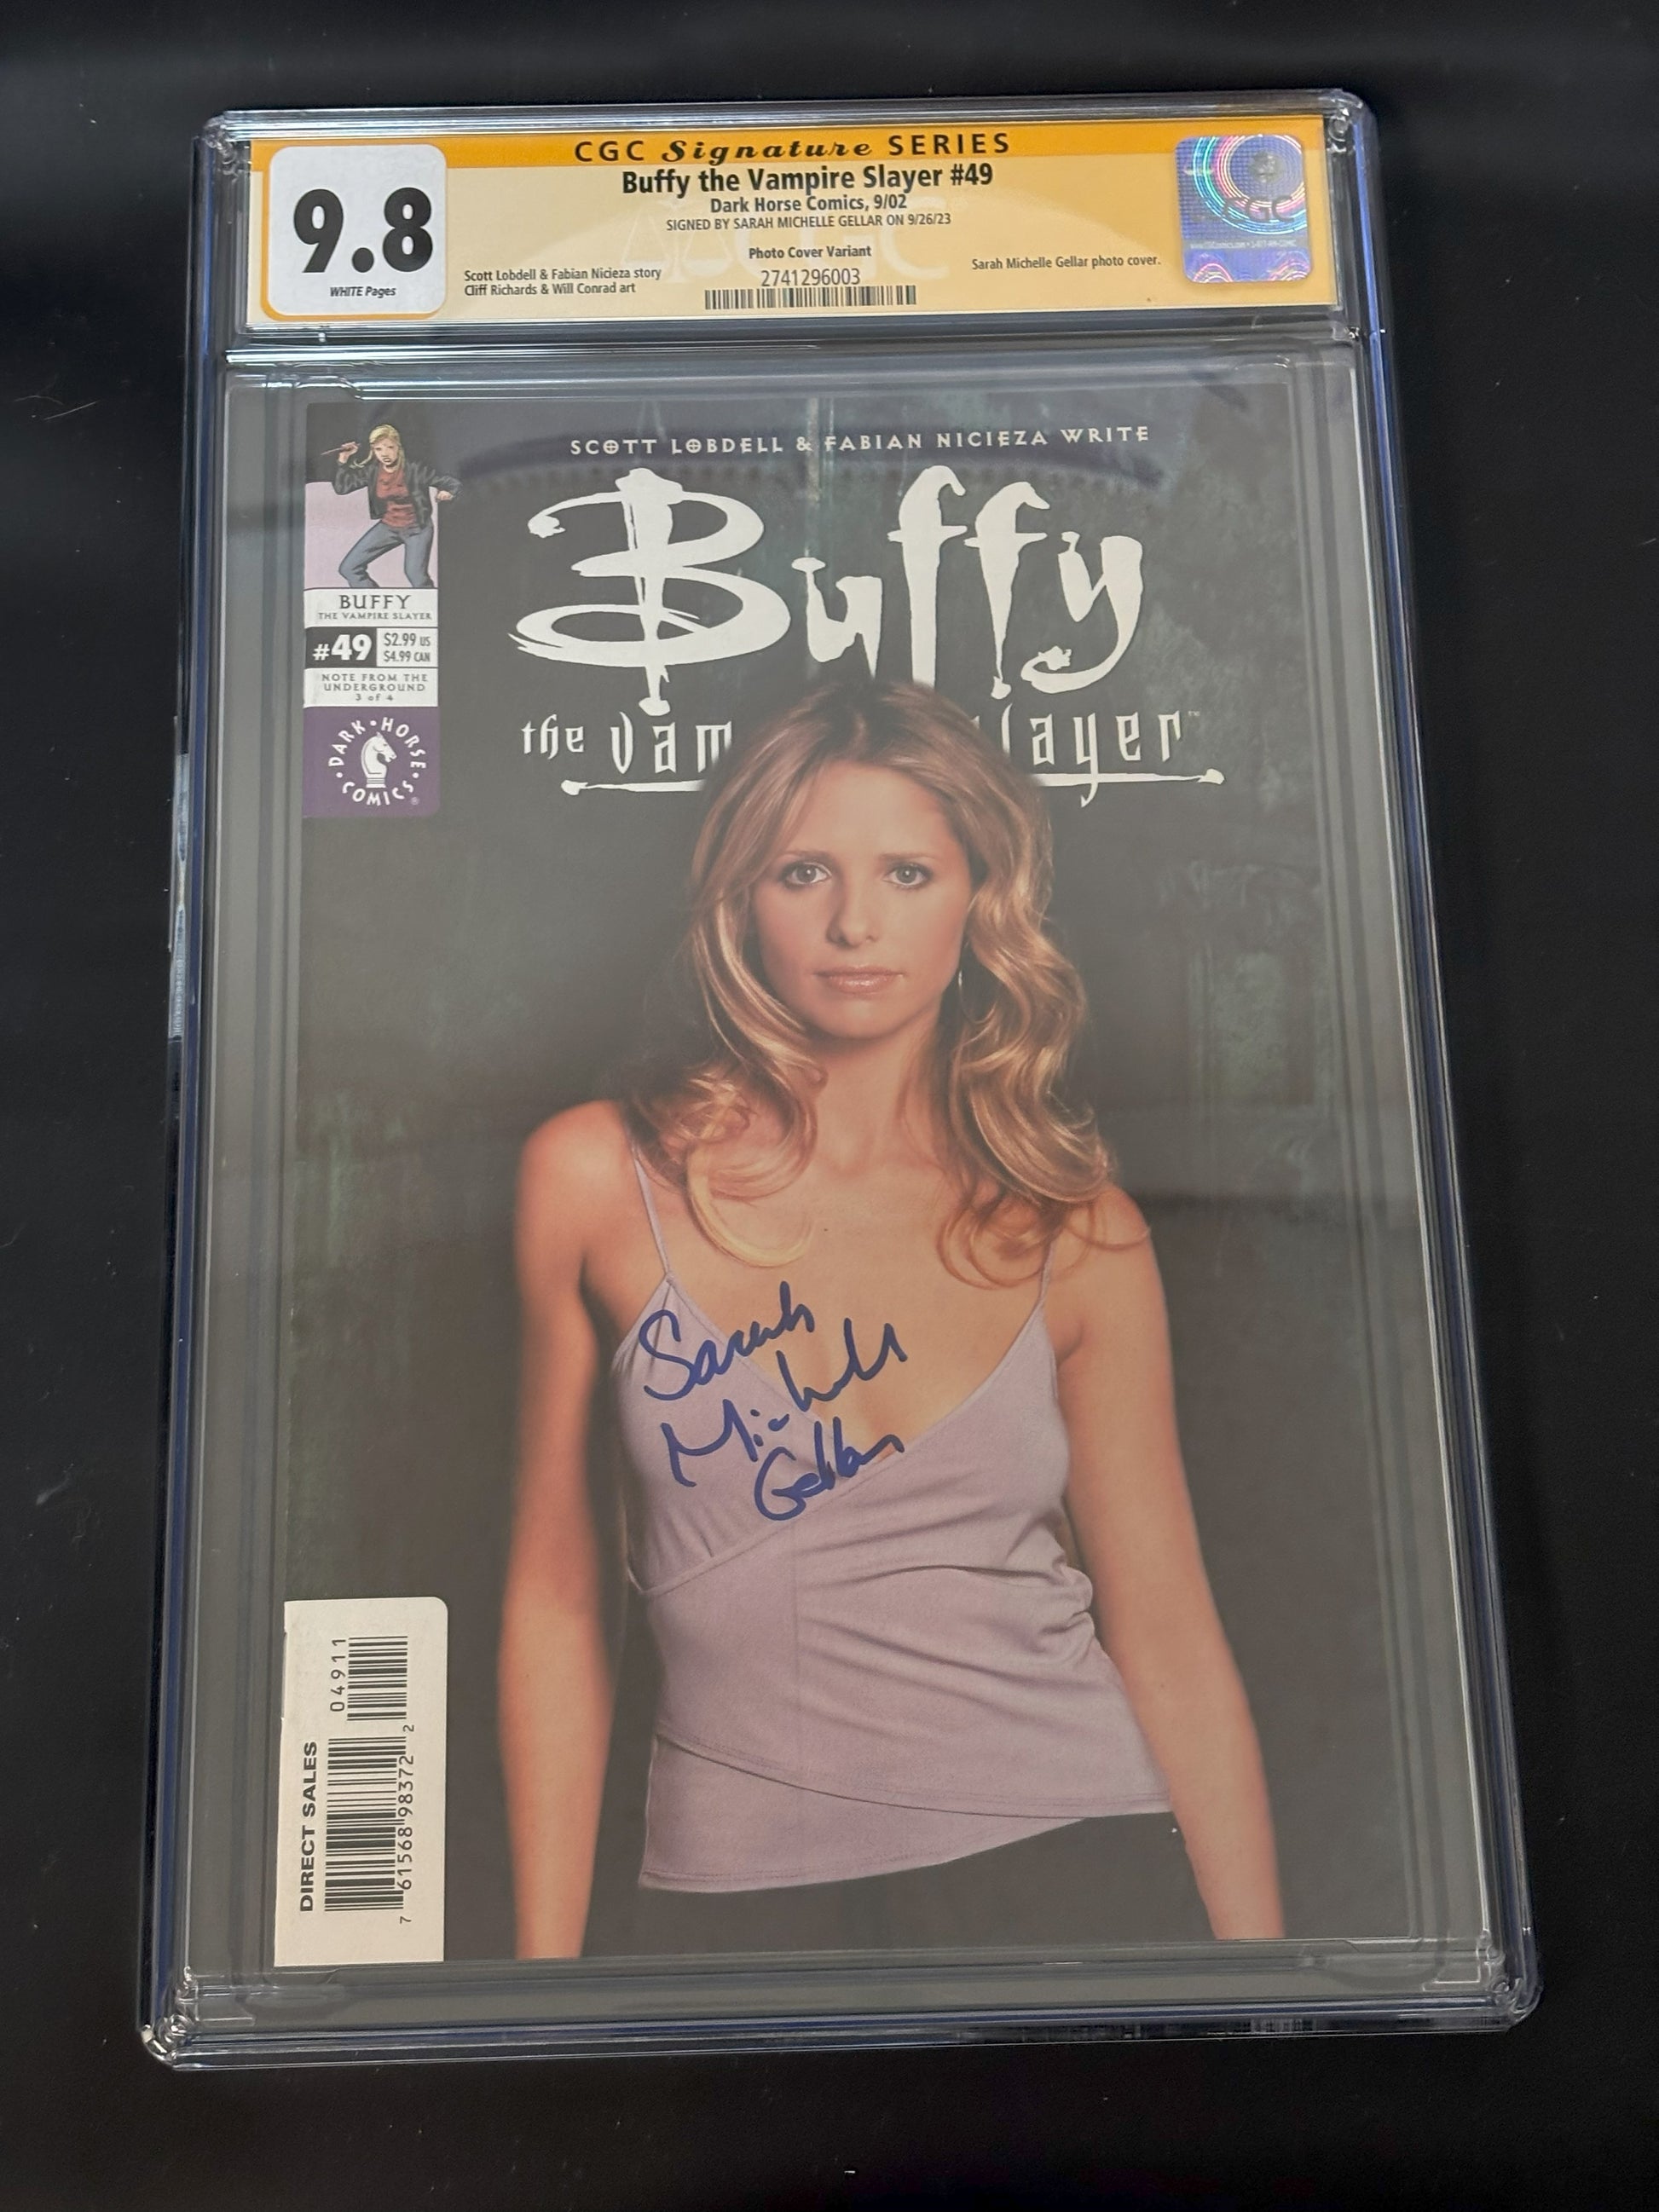 CGC Signature SERIES
9.8
WHITE Pages
Buffy the Vampire Slayer #49
Dark Horse Comics, 9/02
SIGNED BY SARAH MICHELLE GELLAR ON 9/26/23
Photo Cover Variant
2741296003
Scott Lobdell & Fabian Nicieza story
Cliff Richards & Will Conrad art
Sarah Michelle Gellar photo cover.
CGC
SCOTT LOBDELL & FABIAN NICIEZA WRITE
Buffy
the Vam layer™
BUFFY
THE VAMPIRE SLAYER
#49
$2.99 US
$4.99 CAN
NOTE FROM THE
UNDERGROUND
3 of 4
DARK HORSE COMICS®
Sarah
Michelle
Gellar
DIRECT SALES
7 61568 98372 2
04911